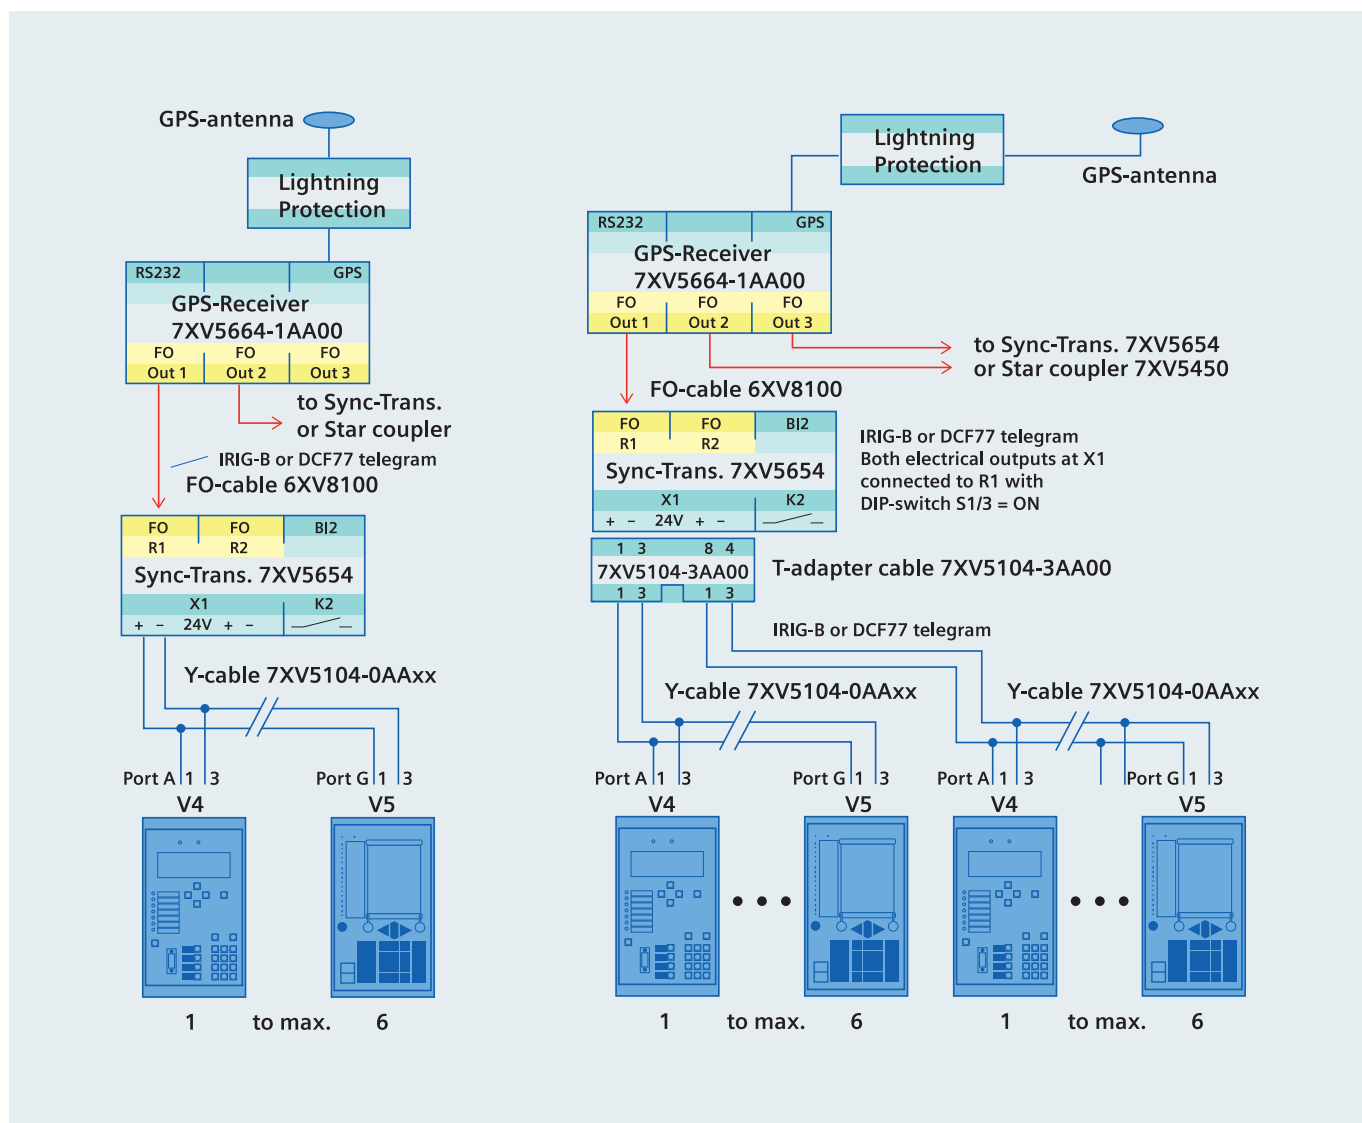 GPS-antenna
Lightning
Protection
RS232 GPS
GPS-Receiver
7XV5664-1AA00
FO FO FO
Out 1 Out 2 Out 3
to Sync-Trans.
or Star coupler
IRIG-B or DCF77 telegram
FO-cable 6XV8100
FO FO BI2
R1 R2
Sync-Trans. 7XV5654
X1 K2
+ – 24V + –
Y-cable 7XV5104-0AAxx
Port A 1 3 Port G 1 3
V4 V5
1 to max. 6
Lightning
Protection
GPS-antenna
RS232 GPS
GPS-Receiver
7XV5664-1AA00
FO FO FO
Out 1 Out 2 Out 3
to Sync-Trans. 7XV5654
or Star coupler 7XV5450
FO-cable 6XV8100
FO FO BI2
R1 R2
Sync-Trans. 7XV5654
X1 K2
+ – 24V + –
IRIG-B or DCF77 telegram
Both electrical outputs at X1
connected to R1 with
DIP-switch S1/3 = ON
1 3 8 4
7XV5104-3AA00
1 3 1 3
T-adapter cable 7XV5104-3AA00
IRIG-B or DCF77 telegram
Y-cable 7XV5104-0AAxx Y-cable 7XV5104-0AAxx
Port A 1 3 Port G 1 3 Port A 1 3 Port G 1 3
V4 V5 V4 V5
1 to max. 6 1 to max. 6